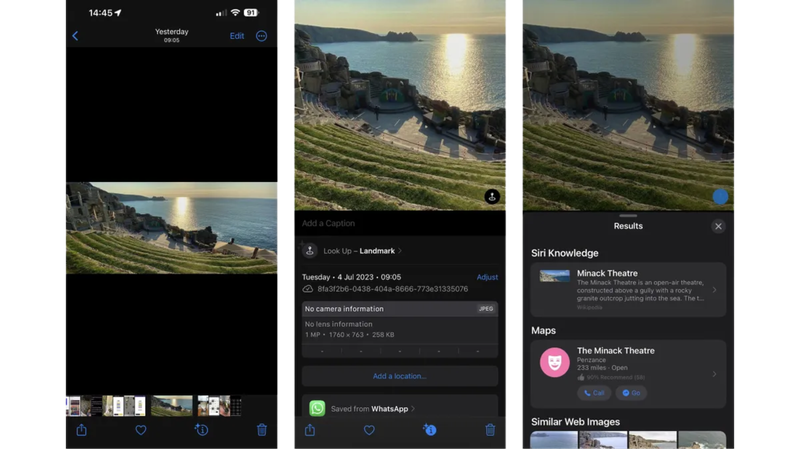 14:45
91
Yesterday
09:05
Edit
Add a Caption
Look Up – Landmark
Tuesday • 4 Jul 2023 • 09:05
Adjust
8fa3f2b6-0438-404a-8666-773e31335076
No camera information
JPEG
No lens information
1 MP • 1760 × 763 • 258 KB
- - - - -
Add a location...
Saved from WhatsApp
Results
Siri Knowledge
Minack Theatre
The Minack Theatre is an open-air theatre,
constructed above a gully with a rocky
granite outcrop jutting into the sea. The t...
Maps
The Minack Theatre
Penzance
233 miles · Open
Call
Go
Similar Web Images